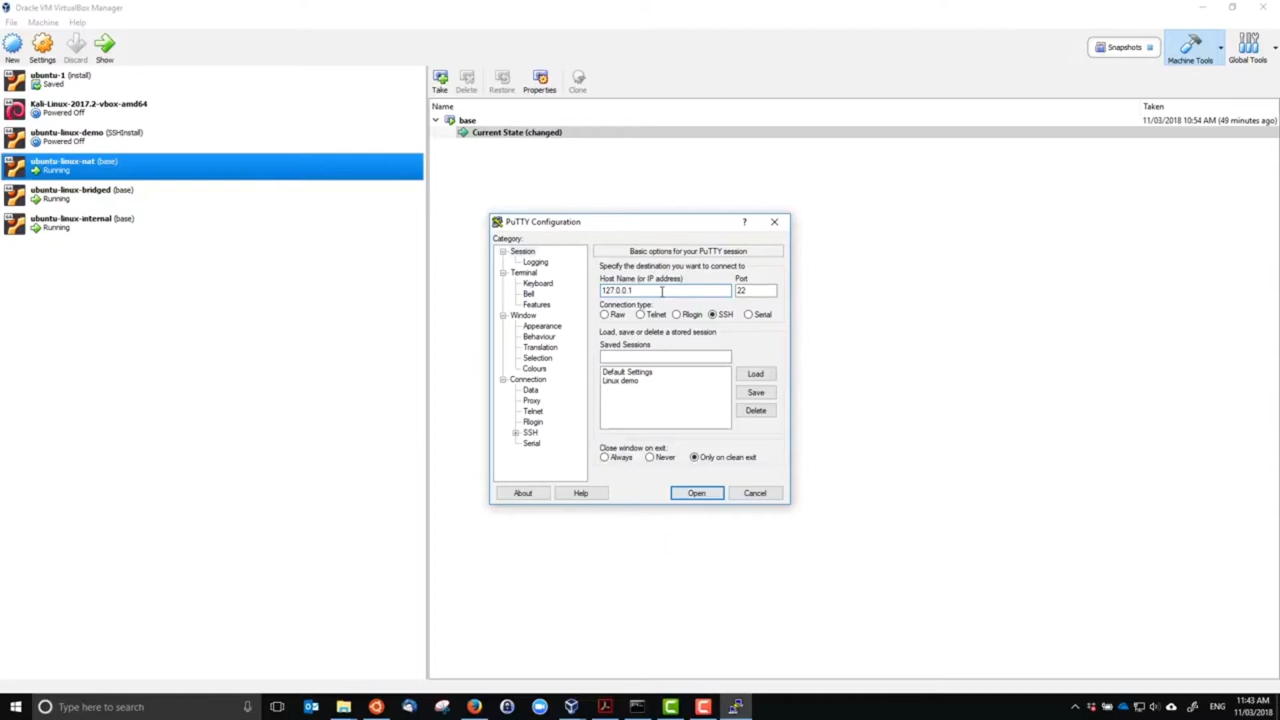 Oracle VM VirtualBox Manager
File Machine Help
New Settings Discard Show
Snapshots
Machine Tools
Global Tools
ubuntu-1 (install)
Saved
Kali-Linux-2017.2-vbox-amd64
Powered Off
ubuntu-linux-demo (SSHInstall)
Powered Off
ubuntu-linux-nat (base)
Running
ubuntu-linux-bridged (base)
Running
ubuntu-linux-internal (base)
Running
Take Delete Restore Properties Clone
Name Taken
base 11/03/2018 10:54 AM (49 minutes ago)
Current State (changed)
PuTTY Configuration
?
Category:
Session
Logging
Terminal
Keyboard
Bell
Features
Window
Appearance
Behaviour
Translation
Selection
Colours
Connection
Data
Proxy
Telnet
Rlogin
SSH
Serial
Basic options for your PuTTY session
Specify the destination you want to connect to
Host Name (or IP address) Port
127.0.0.1 22
Connection type:
Raw Telnet Rlogin SSH Serial
Load, save or delete a stored session
Saved Sessions
Default Settings
Linux demo
Load
Save
Delete
Close window on exit:
Always Never Only on clean exit
About Help Open Cancel
Type here to search
ENG
11:43 AM
11/03/2018